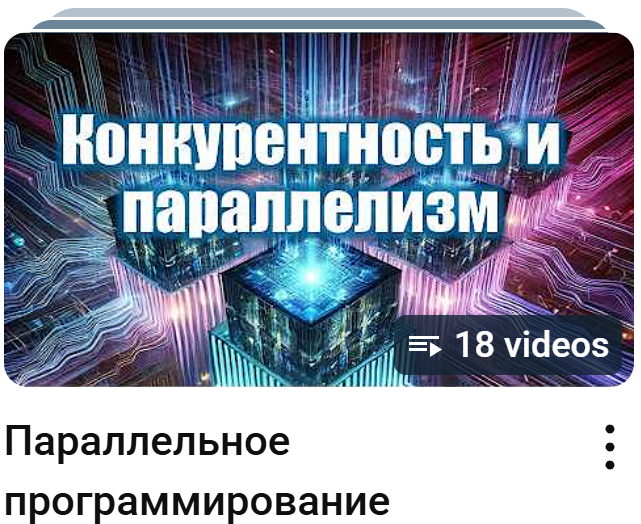 Конкурентность и
параллелизм
18 videos
Параллельное
программирование